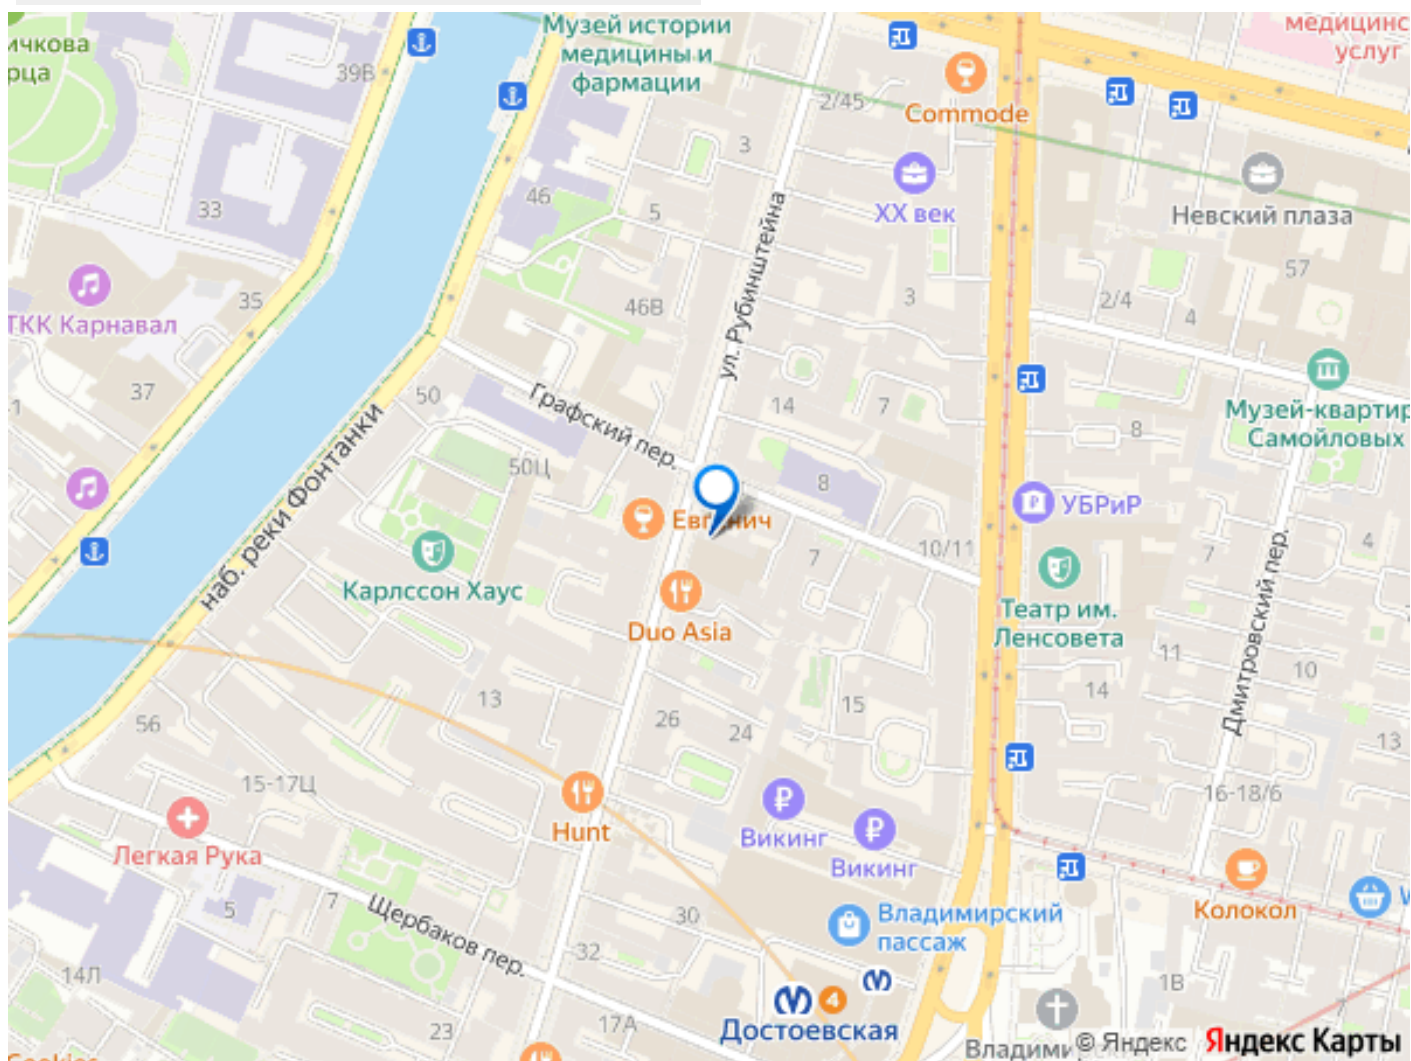 Музей истории
медицины и
фармации
медицинс
услуг
ичкова
рца
39В
2/45
Commode
3
ХХ век
Невский плаза
33
46
5
57
ул. Рубинштейна
35
46В
3
2/4
4
ТКК Карнавал
37
50
Графский пер.
14
7
8
Музей-квартир
Самойловых
-1
наб. реки Фонтанки
50Ц
8
УБРиР
Евгенич
10/11
7
7
4
Карлссон Хаус
Duo Asia
Театр им.
Ленсовета
Дмитровский пер.
11
10
13
14
15
26
24
56
13
15-17Ц
16-18/6
Hunt
Викинг
Викинг
Легкая Рука
5
7
Щербаков пер.
30
Владимирский
пассаж
Колокол
32
14Л
1В
4
Достоевская
23
17А
7
Владими
© Яндекс Яндекс Карты